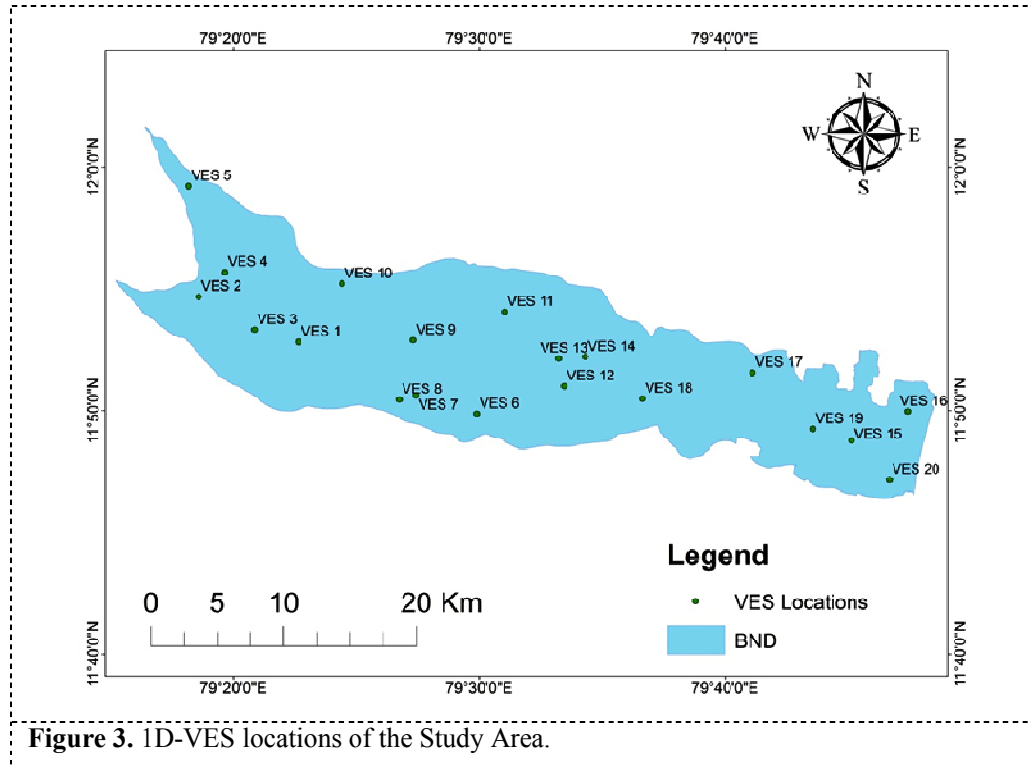 79°20'0"E 79°30'0"E 79°40'0"E
N
W E
S
12°0'0"N 12°0'0"N
VES 5
VES 4
VES 2
VES 10
VES 11
VES 3
VES 1
VES 9
VES 13 VES 14
VES 17
VES 12
VES 8
VES 7
VES 6
VES 18
VES 16
11°50'0"N 11°50'0"N
VES 19
VES 15
VES 20
Legend
VES Locations
BND
0 5 10 20 Km
11°40'0"N 11°40'0"N
79°20'0"E 79°30'0"E 79°40'0"E
Figure 3. 1D-VES locations of the Study Area.